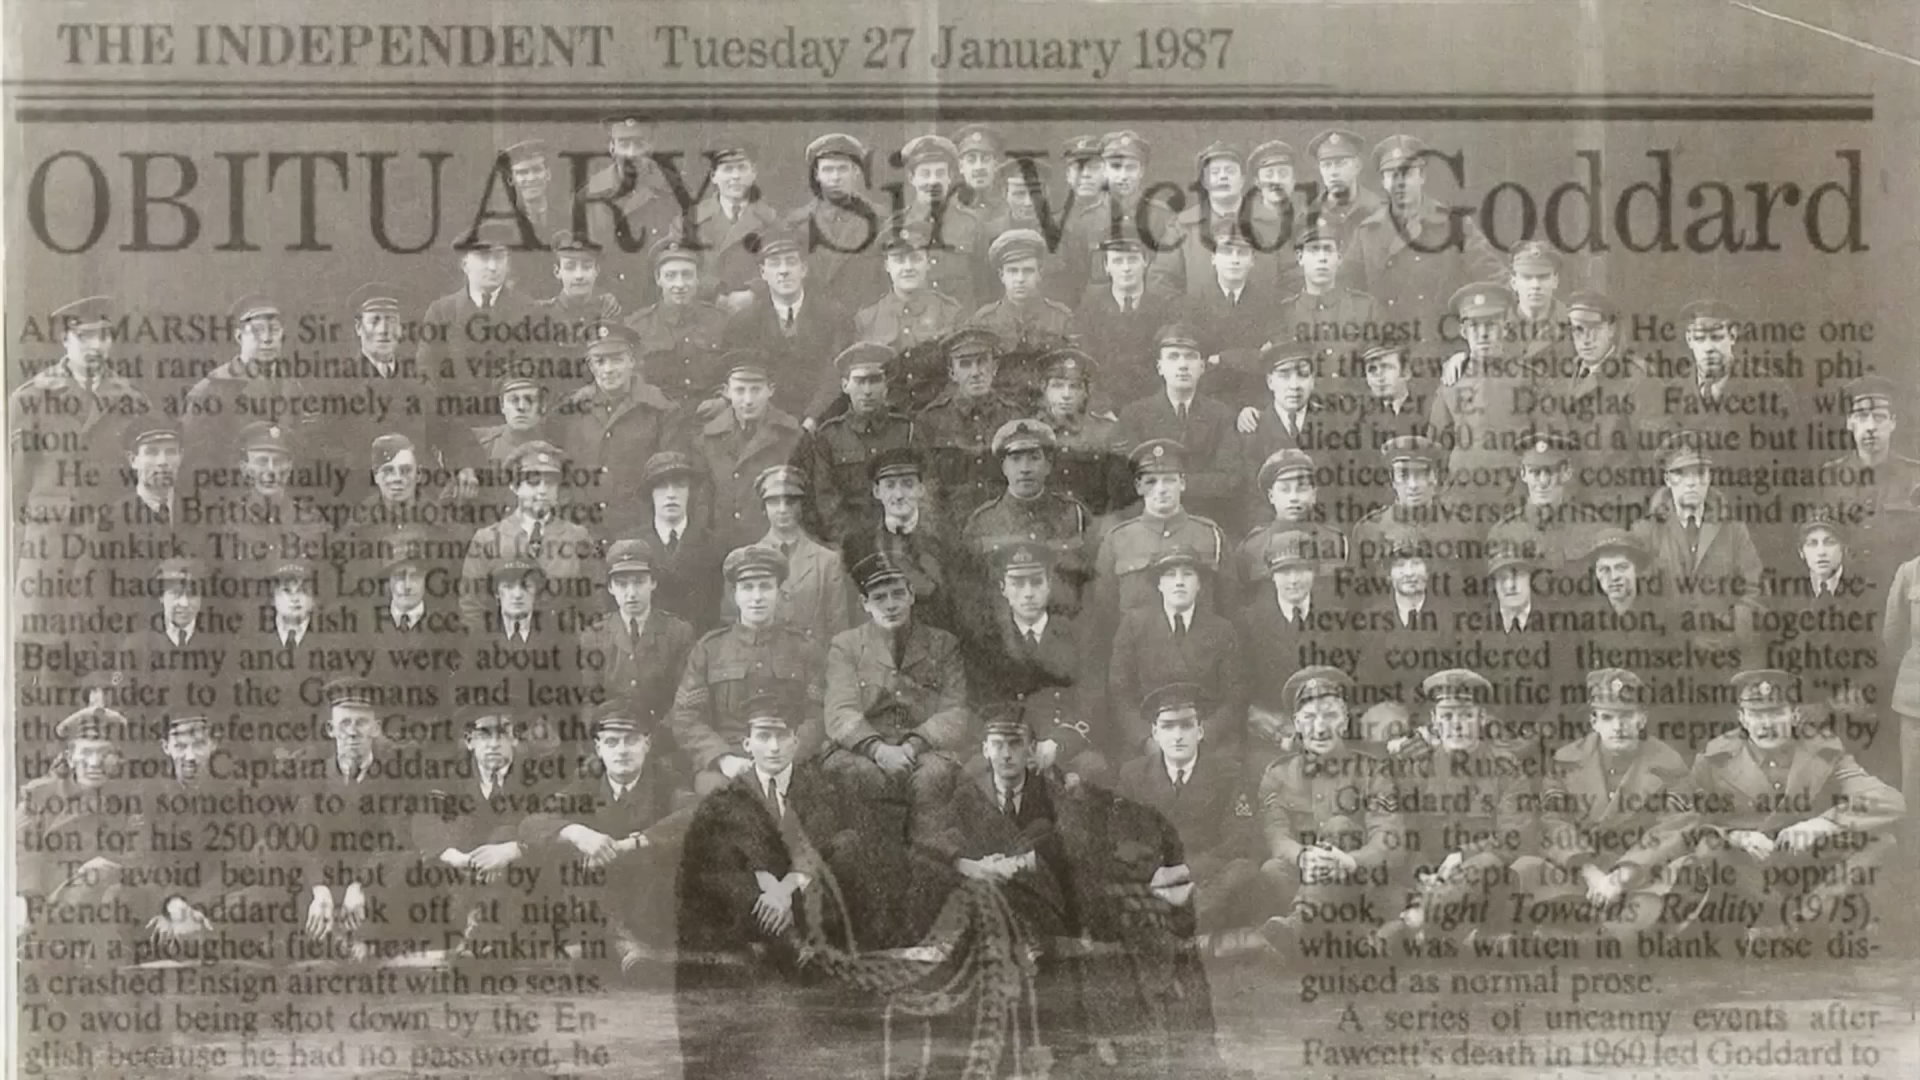 THE INDEPENDENT Tuesday 27 January 1987
OBITUARY: Sir Victor Goddard
AIR MARSHAL Sir Victor Goddard
was that rare combination, a visionary
who was also supremely a man of ac-
tion.
He was personally responsible for
saving the British Expeditionary Force
at Dunkirk. The Belgian armed forces
chief had informed Lord Gort, Com-
mander of the British Force, that the
Belgian army and navy were about to
surrender to the Germans and leave
the British defenceless. Gort asked the
then Group Captain Goddard to get to
London somehow to arrange evacua-
tion for his 250,000 men.
To avoid being shot down by the
French, Goddard took off at night,
from a ploughed field near Dunkirk in
a crashed Ensign aircraft with no seats.
To avoid being shot down by the En-
glish because he had no password, he
amongst Christians." He became one
of the few disciples of the British phi-
losopher E. Douglas Fawcett, who
died in 1960 and had a unique but little
noticed theory of cosmic imagination
as the universal principle behind mate-
rial phenomena.
Fawcett and Goddard were firm be-
lievers in reincarnation, and together
they considered themselves fighters
against scientific materialism and "the
nadir of philosophy" as represented by
Bertrand Russell.
Goddard's many lectures and pa-
pers on these subjects were unpub-
lished except for a single popular
book, Flight Towards Reality (1975).
which was written in blank verse dis-
guised as normal prose.
A series of uncanny events after
Fawcett's death in 1960 led Goddard to